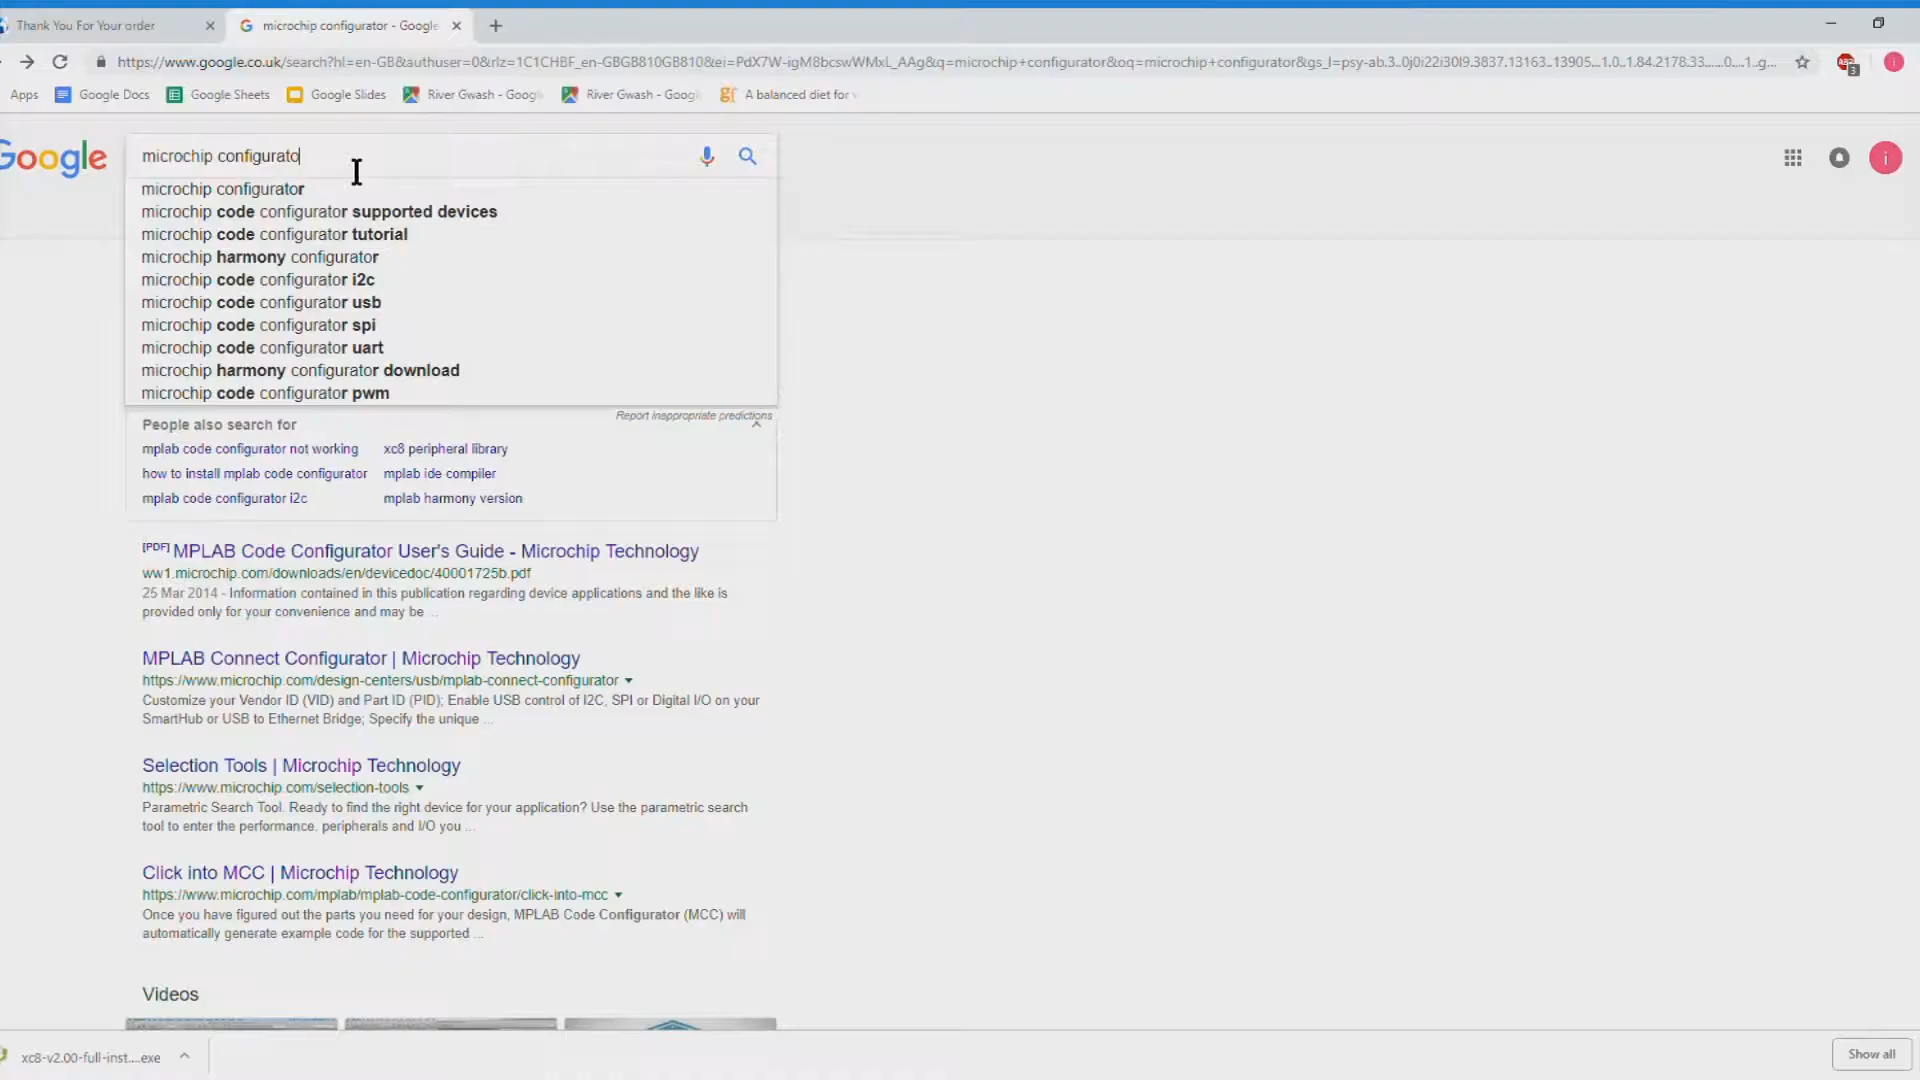 Thank You For Your order
microchip configurator - Google
https://www.google.co.uk/search?hl=en-GB&authuser=0&rlz=1C1CHBF_en-GBGB810GB810&ei=PdX7W-igM8bcswWMxL_AAg&q=microchip+configurator&oq=microchip+configurator&gs_l=psy-ab.3..0j0i22i30l9.3837.13163..13905...1.0..1.84.2178.33......0....1..g...
3
i
Apps
Google Docs
Google Sheets
Google Slides
River Gwash - Googl
River Gwash - Googl
A balanced diet for
Google
microchip configurato
i
microchip configurator
microchip code configurator supported devices
microchip code configurator tutorial
microchip harmony configurator
microchip code configurator i2c
microchip code configurator usb
microchip code configurator spi
microchip code configurator uart
microchip harmony configurator download
microchip code configurator pwm
Report inappropriate predictions
People also search for
mplab code configurator not working
xc8 peripheral library
how to install mplab code configurator
mplab ide compiler
mplab code configurator i2c
mplab harmony version
[PDF] MPLAB Code Configurator User's Guide - Microchip Technology
ww1.microchip.com/downloads/en/devicedoc/40001725b.pdf
25 Mar 2014 - Information contained in this publication regarding device applications and the like is
provided only for your convenience and may be ...
MPLAB Connect Configurator | Microchip Technology
https://www.microchip.com/design-centers/usb/mplab-connect-configurator
Customize your Vendor ID (VID) and Part ID (PID); Enable USB control of I2C, SPI or Digital I/O on your
SmartHub or USB to Ethernet Bridge; Specify the unique ...
Selection Tools | Microchip Technology
https://www.microchip.com/selection-tools
Parametric Search Tool. Ready to find the right device for your application? Use the parametric search
tool to enter the performance, peripherals and I/O you ...
Click into MCC | Microchip Technology
https://www.microchip.com/mplab/mplab-code-configurator/click-into-mcc
Once you have figured out the parts you need for your design, MPLAB Code Configurator (MCC) will
automatically generate example code for the supported ...
Videos
xc8-v2.00-full-inst....exe
Show all